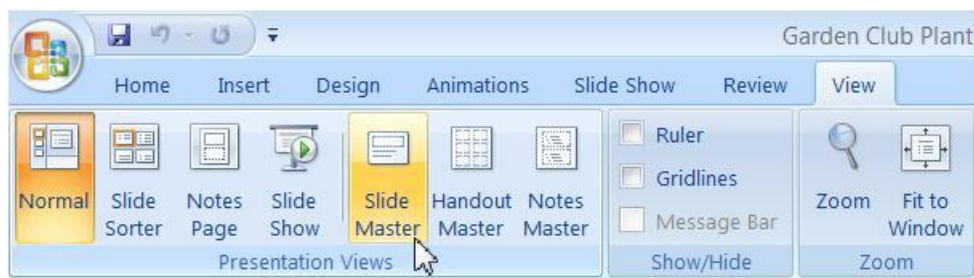 Garden Club Plant
Home Insert Design Animations Slide Show Review View
Normal Slide Sorter Notes Page Slide Show Slide Master Handout Master Notes Master
Ruler
Gridlines
Message Bar
Zoom Fit to Window
Presentation Views Show/Hide Zoom